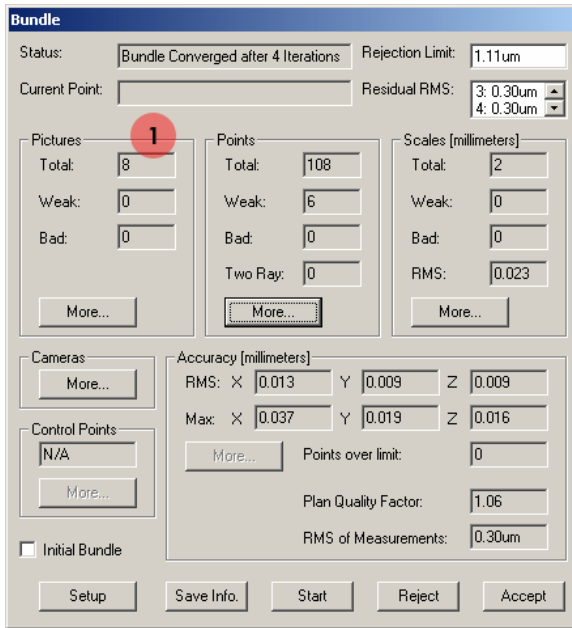 Bundle
Status: Bundle Converged after 4 Iterations Rejection Limit: 1.11um
Current Point: Residual RMS: 3: 0.30um
4: 0.30um
Pictures 1 Points Scales [millimeters]
Total: 8 Total: 108 Total: 2
Weak: 0 Weak: 6 Weak: 0
Bad: 0 Bad: 0 Bad: 0
Two Ray: 0 RMS: 0.023
More... More... More...
Cameras Accuracy [millimeters]
More... RMS: X 0.013 Y 0.009 Z 0.009
Max: X 0.037 Y 0.019 Z 0.016
Control Points
N/A More... Points over limit: 0
More... Plan Quality Factor: 1.06
RMS of Measurements: 0.30um
Initial Bundle
Setup Save Info. Start Reject Accept